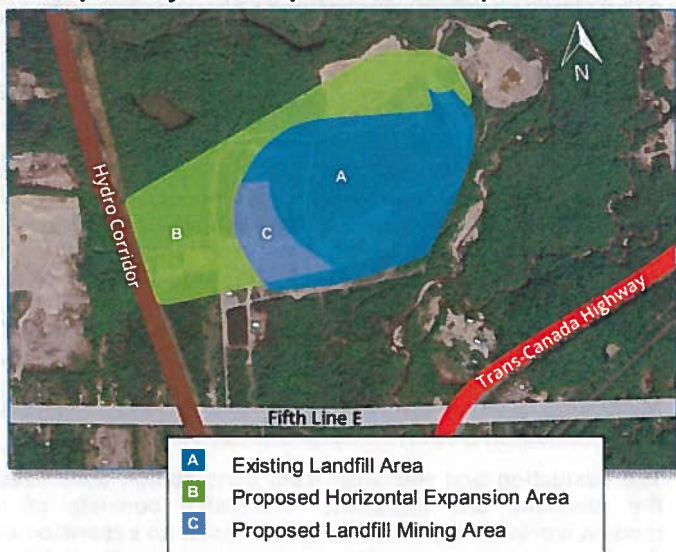 N
Hydro Corridor
A
B
C
Trans-Canada Highway
Fifth Line E
A Existing Landfill Area
B Proposed Horizontal Expansion Area
C Proposed Landfill Mining Area